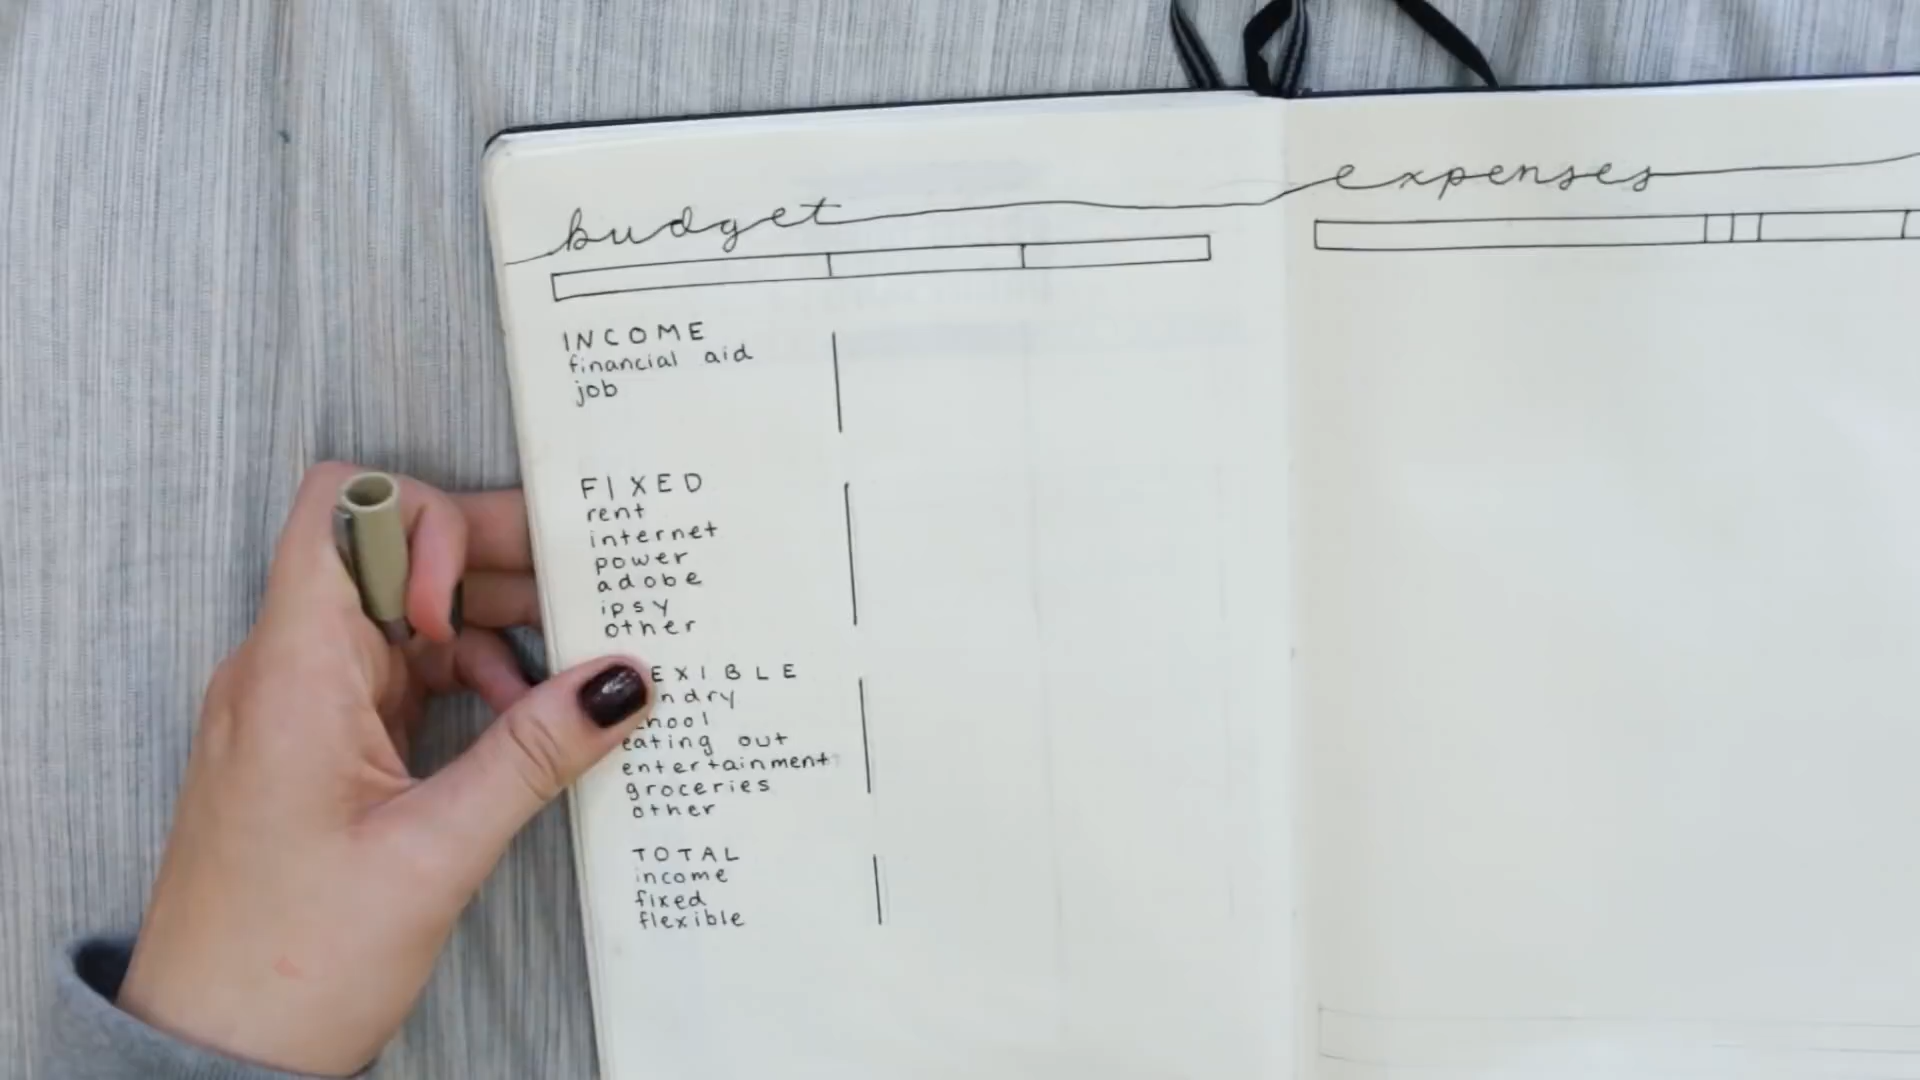 budget
expenses
INCOME
financial aid
job
FIXED
rent
internet
power
adobe
ipsy
other
EXIBLE
ndry
hool
eating out
entertainment
groceries
other
TOTAL
income
fixed
flexible